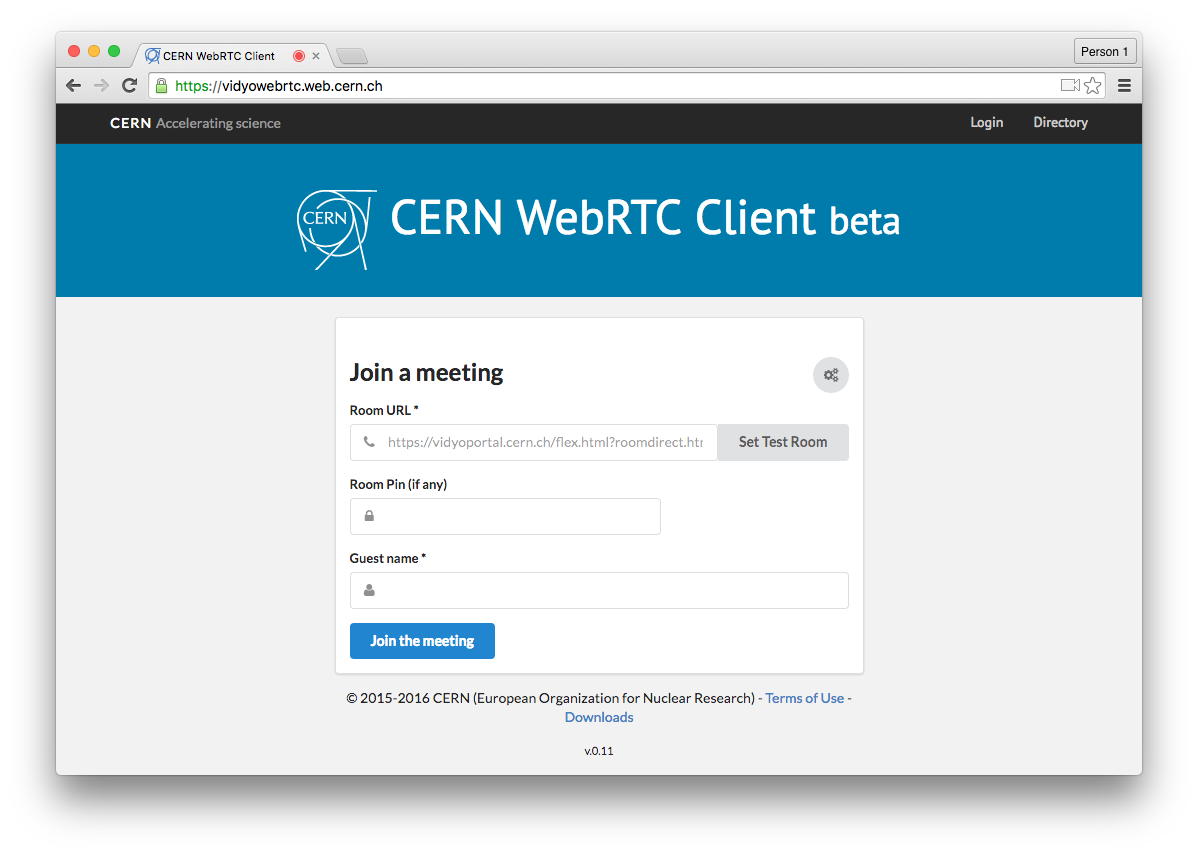 CERN WebRTC Client
Person 1
https://vidyowebrtc.web.cern.ch
CERN Accelerating science
Login
Directory
CERN
CERN WebRTC Client beta
Join a meeting
Room URL *
https://vidyoportal.cern.ch/flex.html?roomdirect.htr
Set Test Room
Room Pin (if any)
Guest name *
Join the meeting
© 2015-2016 CERN (European Organization for Nuclear Research) - Terms of Use -
Downloads
v.0.11